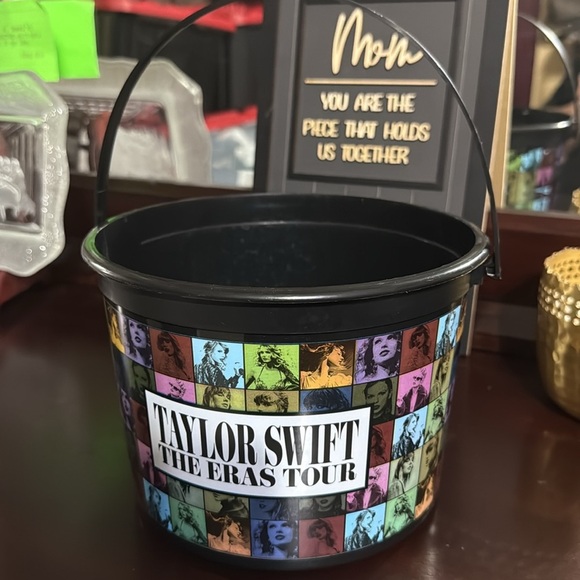 Mom
YOU ARE THE
PIECE THAT HOLDS
US TOGETHER
TAYLOR SWIFT
THE ERAS TOUR